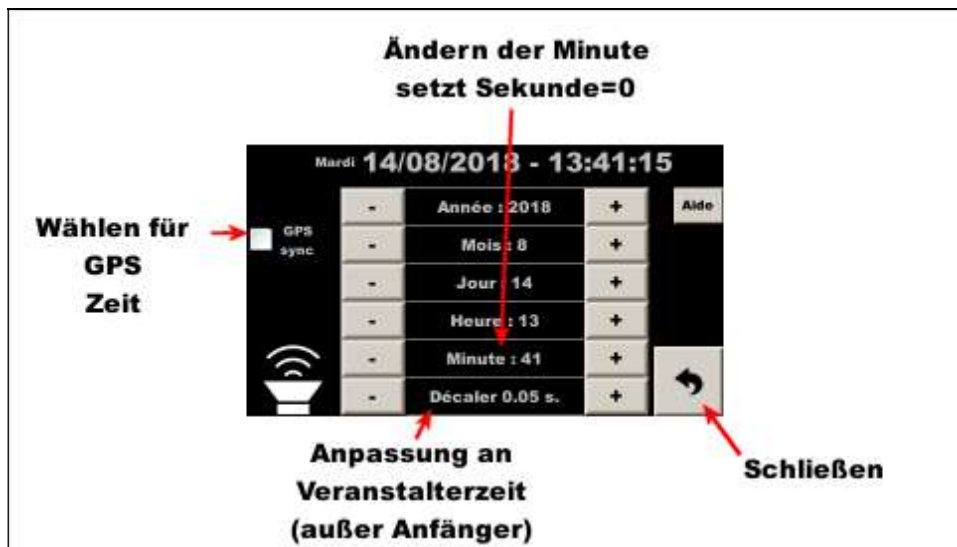 Ändern der Minute
setzt Sekunde=0
Mardi 14/08/2018 - 13:41:15
- Année : 2018 + Aide
Wählen für
GPS
Zeit
GPS
sync
- Mois : 8 +
- Jour : 14 +
- Heure : 13 +
- Minute : 41 +
- Décaler 0.05 s. +
Anpassung an
Veranstalterzeit
(außer Anfänger)
Schließen